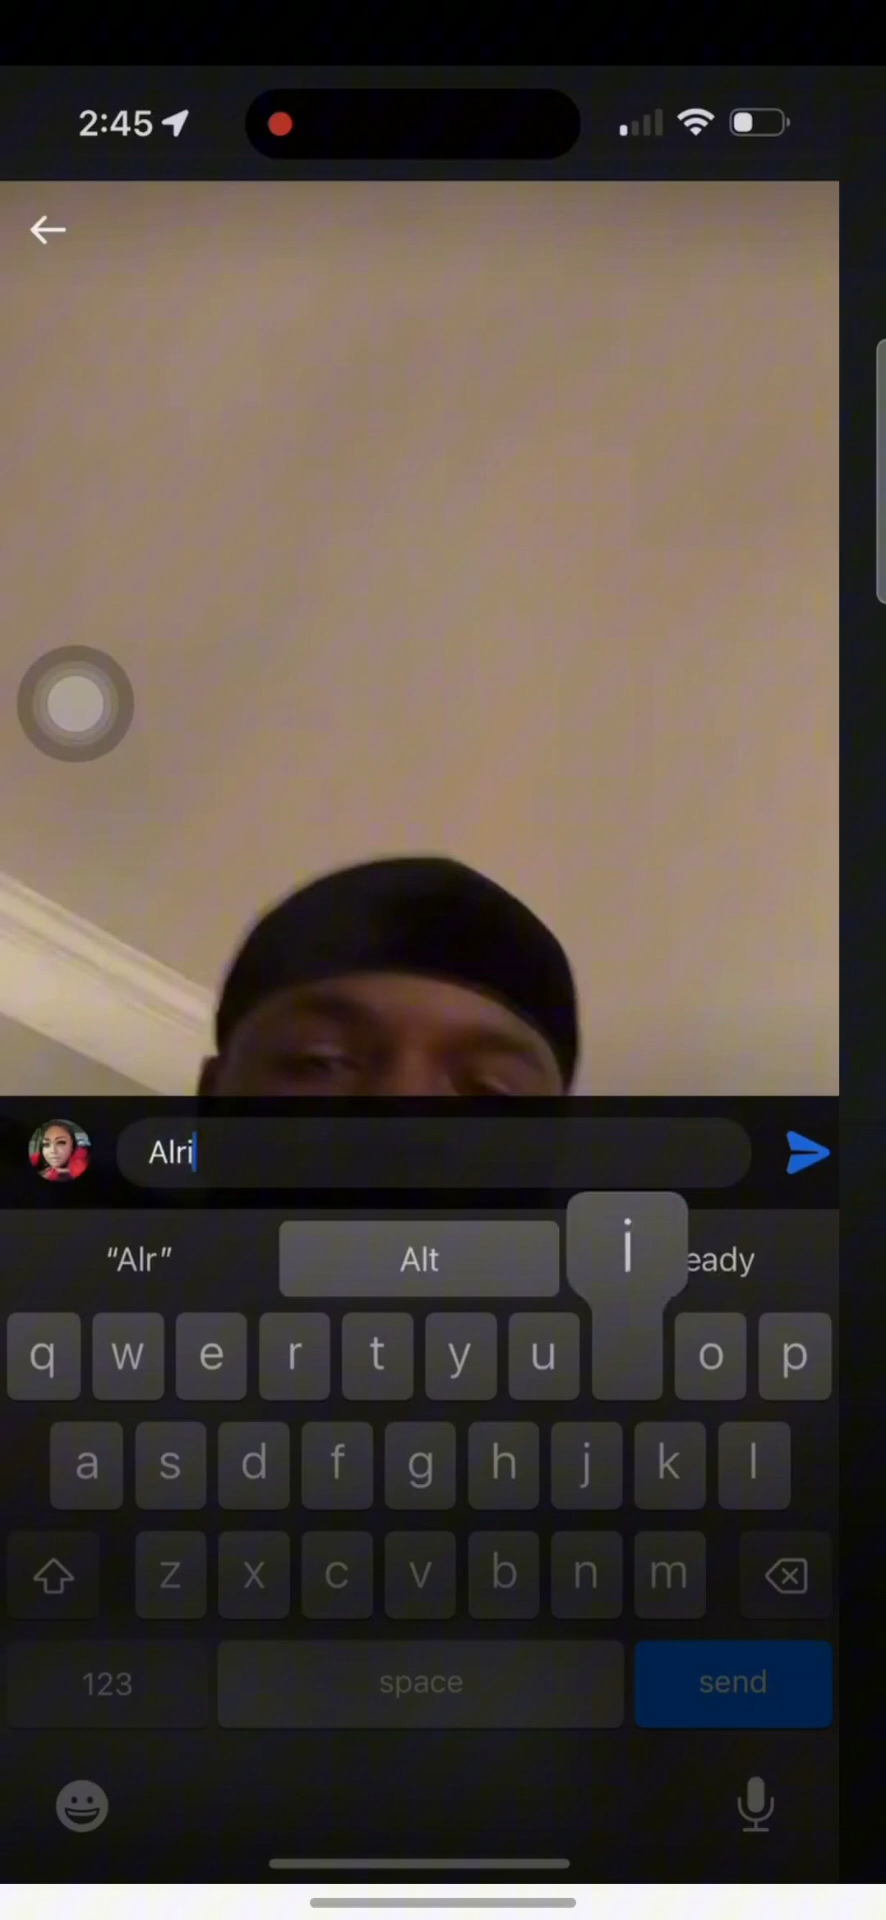 2:45
Alri
“Alr” Alt eady
i
q w e r t y u o p
a s d f g h j k l
z x c v b n m
123 space send